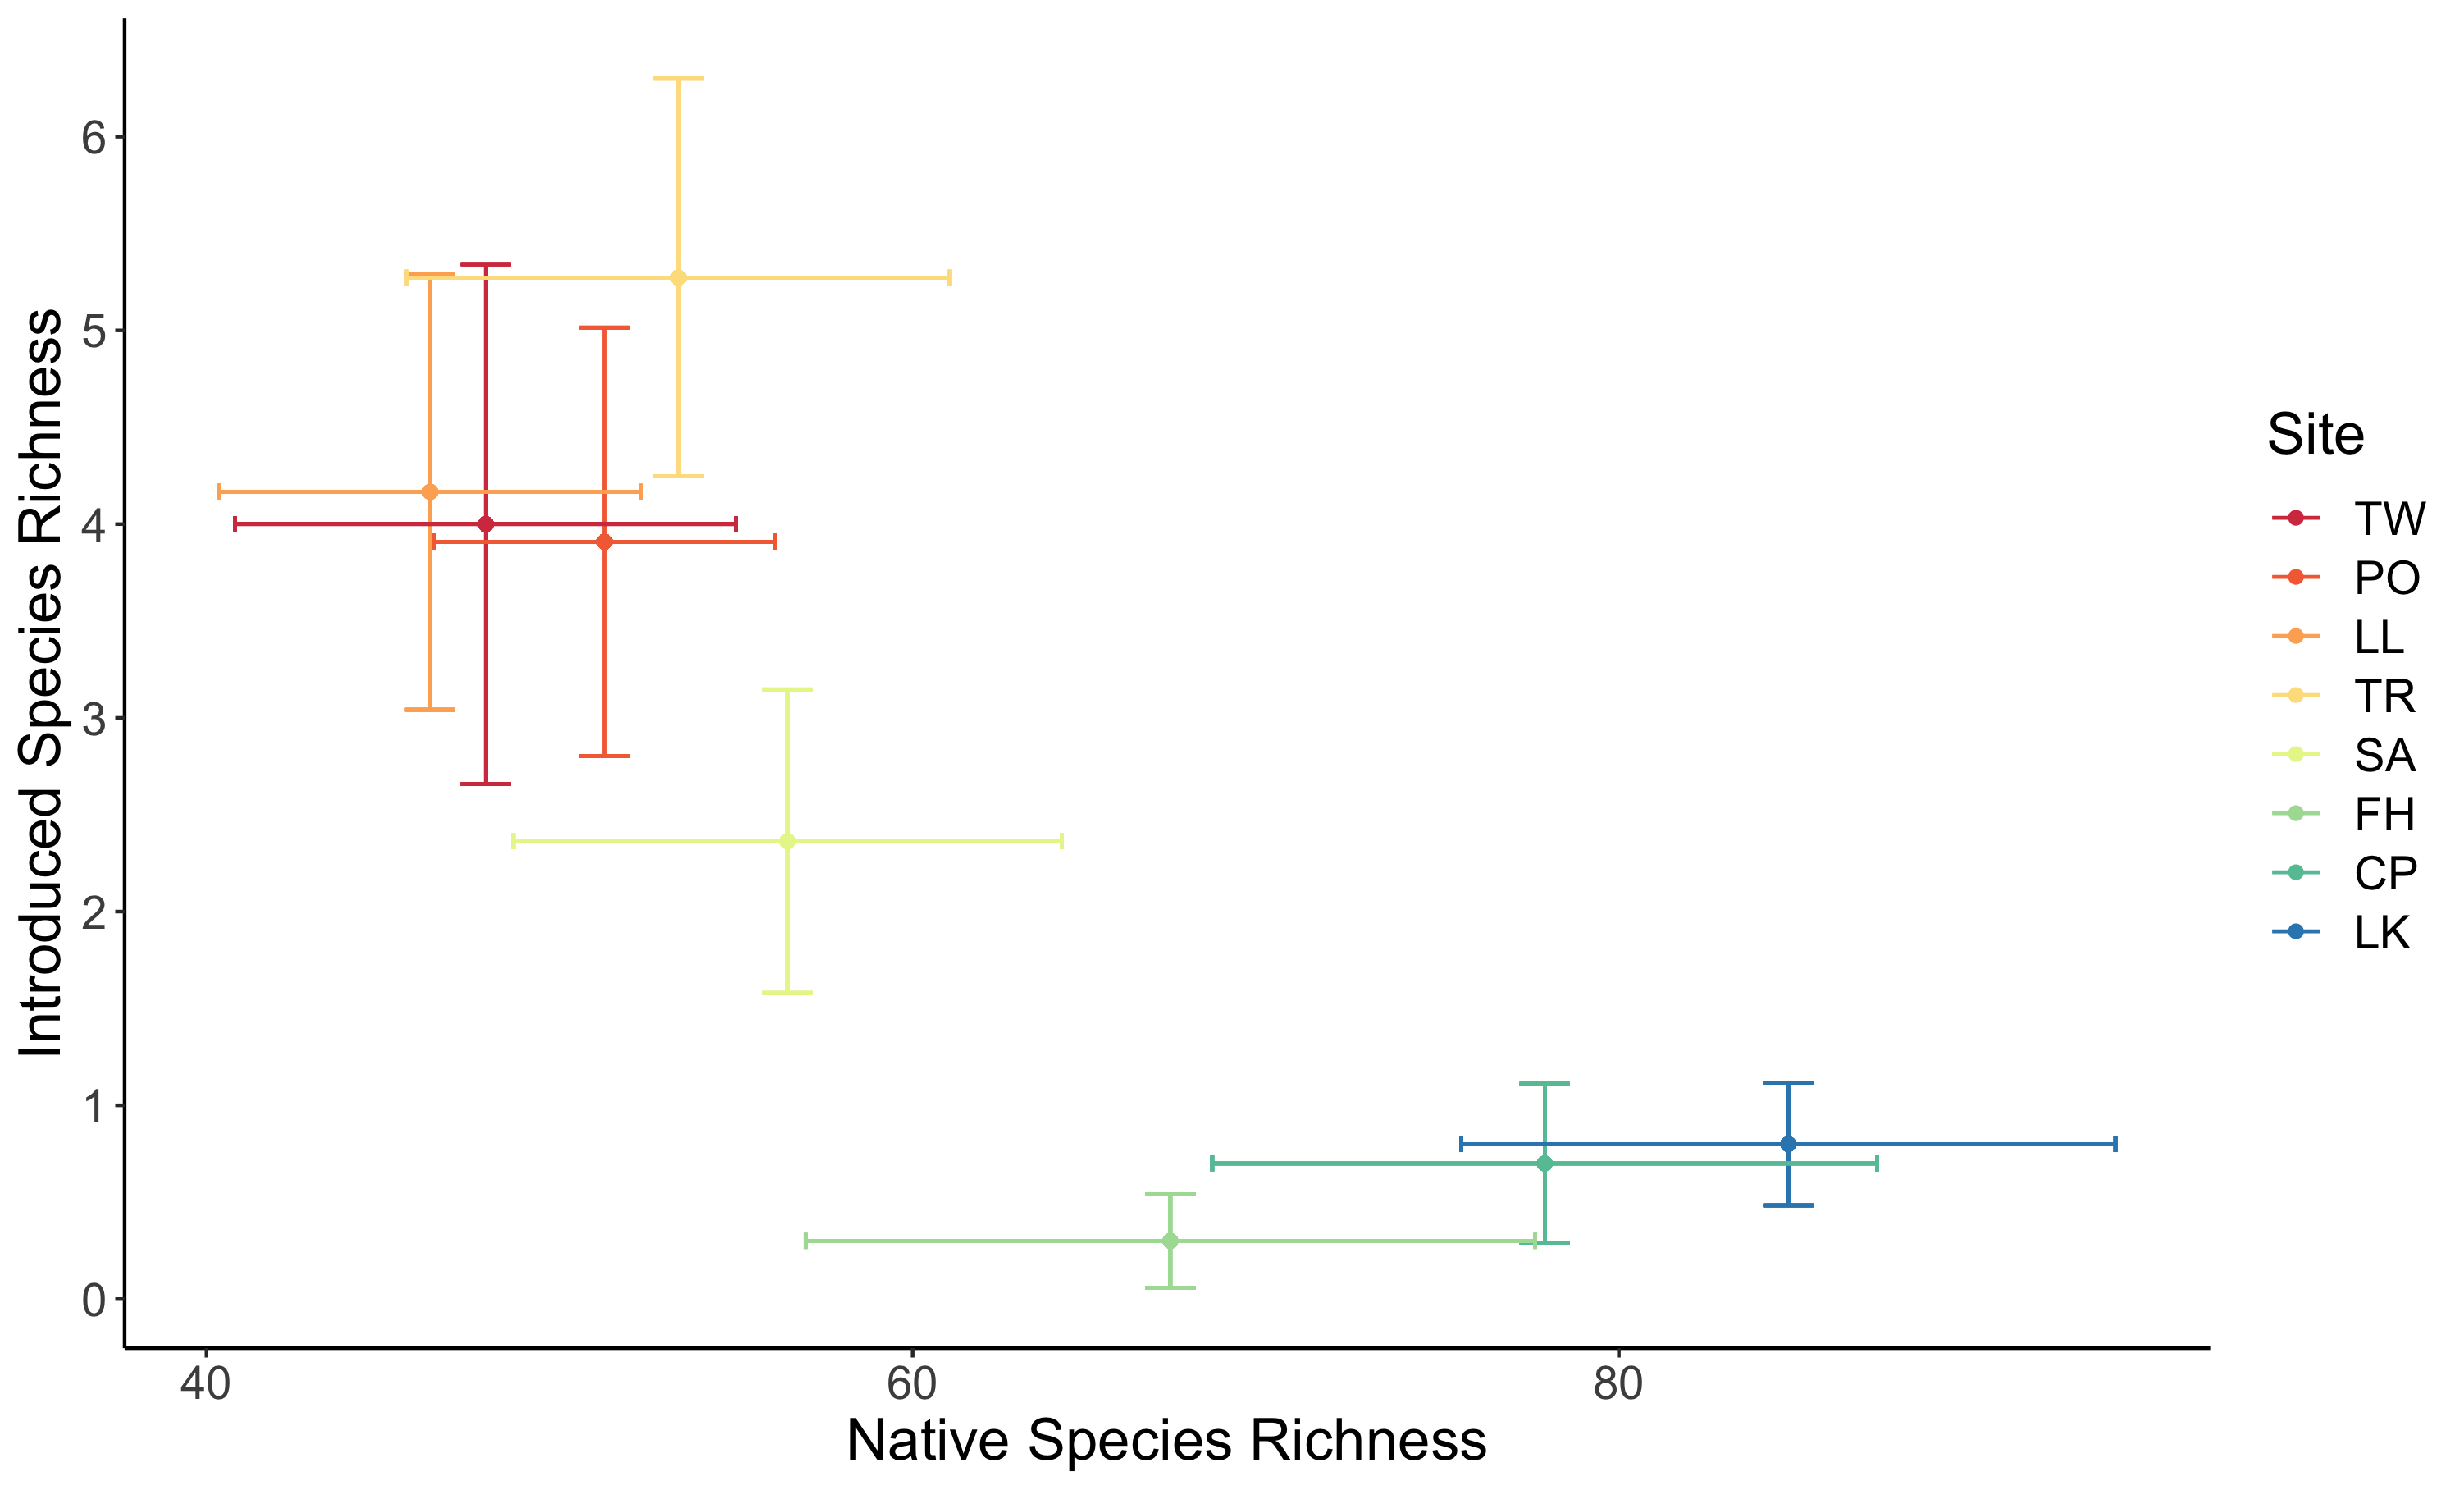 Introduced Species Richness
6
5
4
3
2
1
0
40 60 80
Native Species Richness
Site
TW
PO
LL
TR
SA
FH
CP
LK